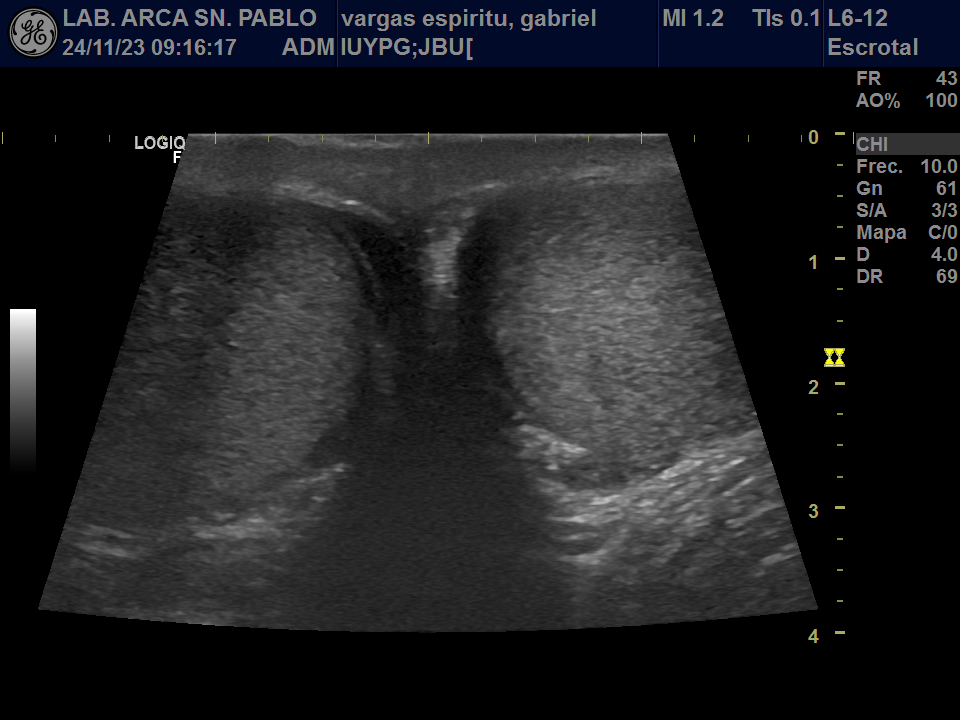 LAB. ARCA SN. PABLO
vargas espiritu, gabriel
MI 1.2
TIs 0.1
L6-12
24/11/23 09:16:17
ADM
IUYPG;JBU[
Escrotal
FR 43
AO% 100
CHI
Frec. 10.0
Gn 61
S/A 3/3
Mapa C/0
D 4.0
DR 69
LOGIQ
F
0
1
2
3
4